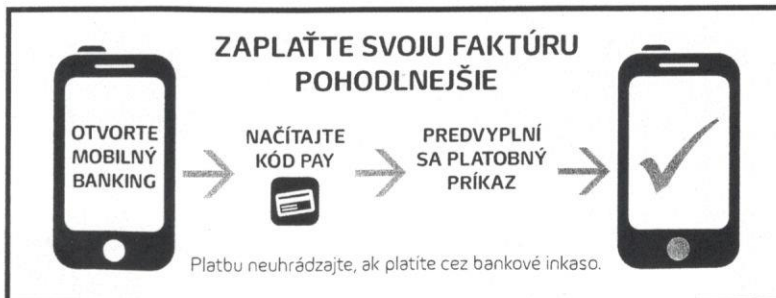 ZAPLAŤTE SVOJU FAKTÚRU
POHODLNEJŠIE
OTVORTE
MOBILNÝ
BANKING
NAČÍTAJTE
KÓD PAY
PREDVYPLNÍ
SA PLATOBNÝ
PRÍKAZ
Platbu neuhrádzajte, ak platíte cez bankové inkaso.